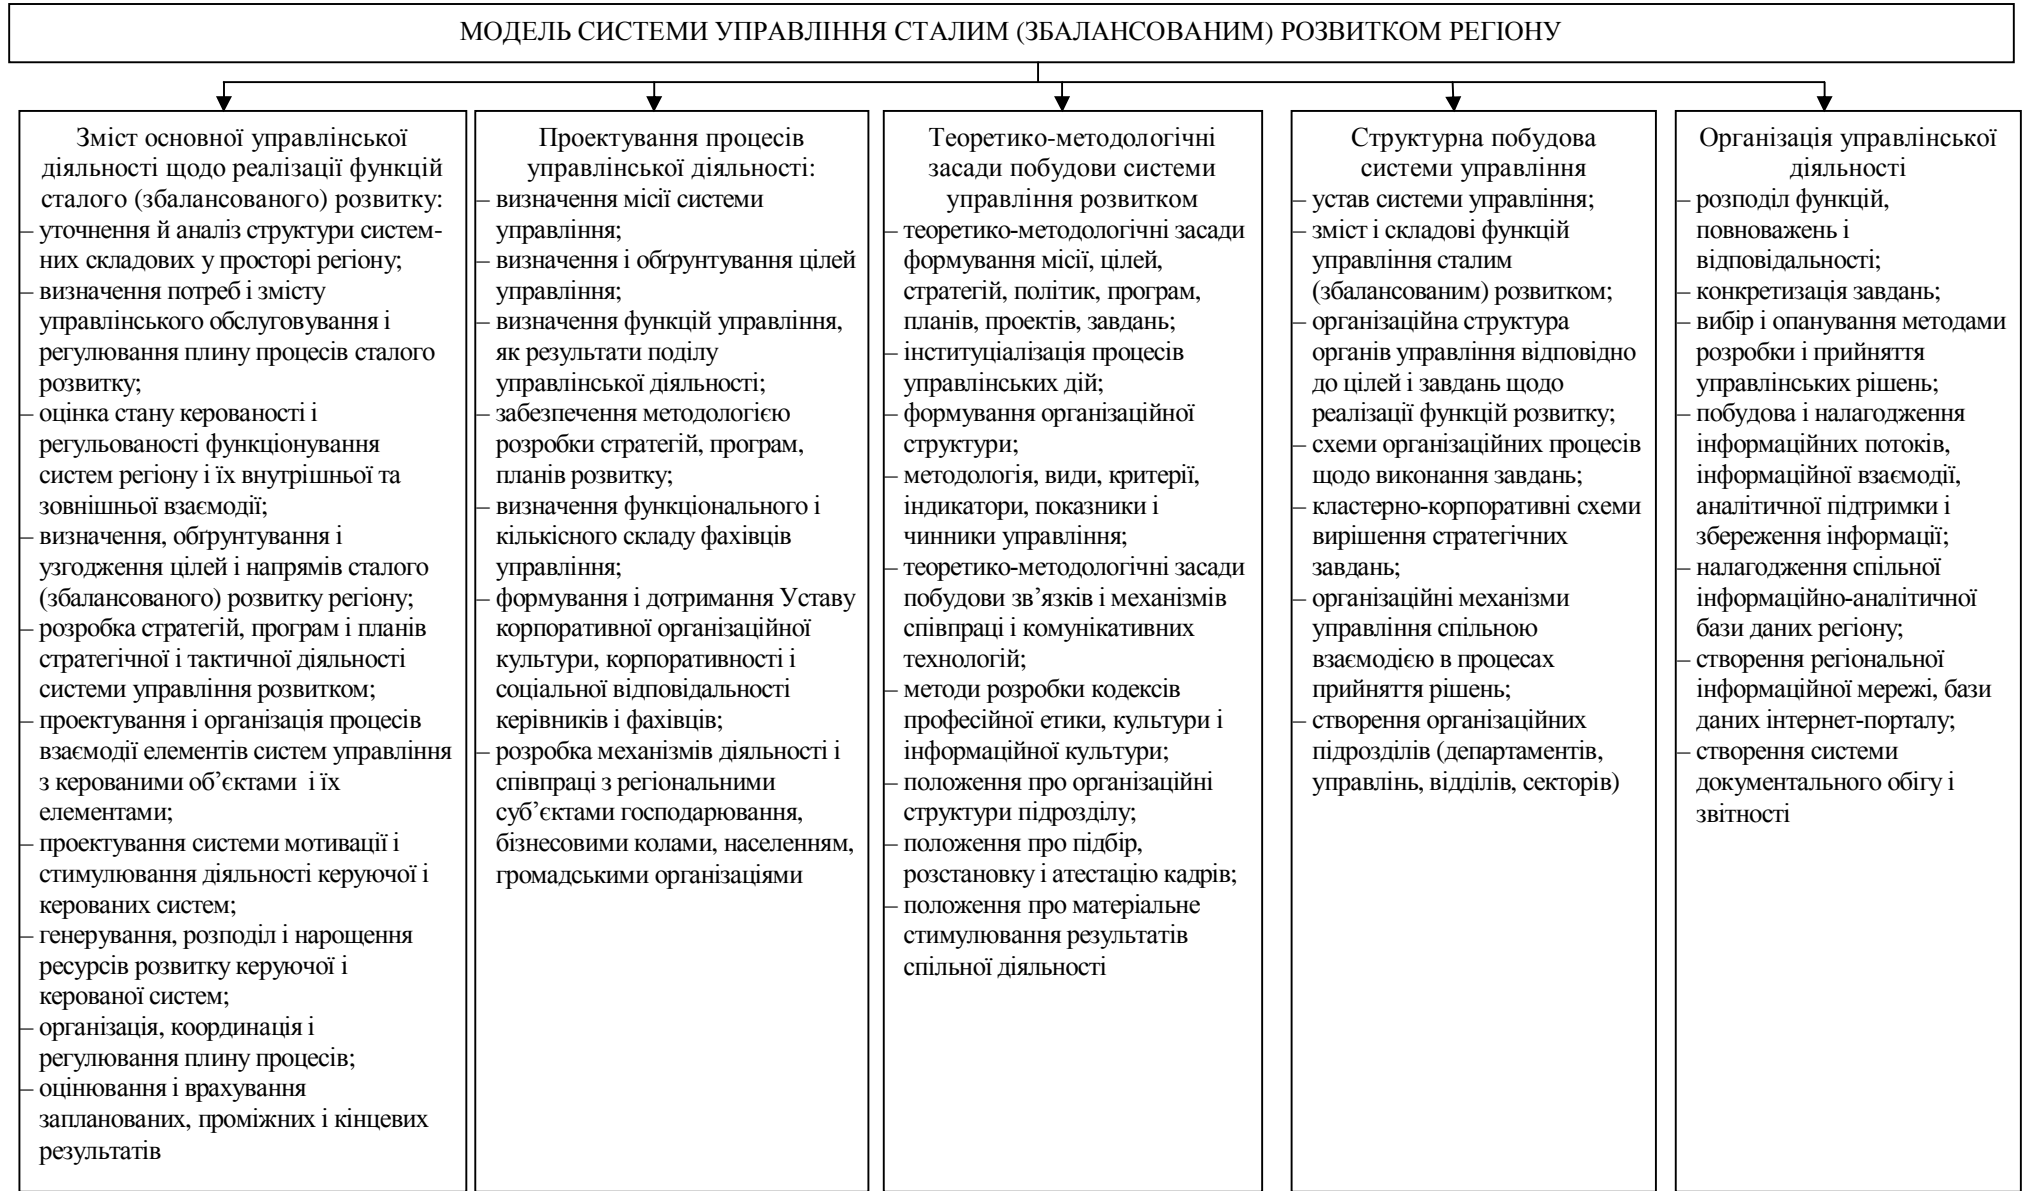 МОДЕЛЬ СИСТЕМИ УПРАВЛІННЯ СТАЛИМ (ЗБАЛАНСОВАНИМ) РОЗВИТКОМ РЕГІОНУ
Зміст основної управлінської
діяльності щодо реалізації функцій
сталого (збалансованого) розвитку:
– уточнення й аналіз структури систем-
них складових у просторі регіону;
– визначення потреб і змісту
управлінського обслуговування і
регулювання плину процесів сталого
розвитку;
– оцінка стану керованості і
регульованості функціонування
систем регіону і їх внутрішньої та
зовнішньої взаємодії;
– визначення, обґрунтування і
узгодження цілей і напрямів сталого
(збалансованого) розвитку регіону;
– розробка стратегій, програм і планів
стратегічної і тактичної діяльності
системи управління розвитком;
– проектування і організація процесів
взаємодії елементів систем управління
з керованими об’єктами і їх
елементами;
– проектування системи мотивації і
стимулювання діяльності керуючої і
керованих систем;
– генерування, розподіл і нарощення
ресурсів розвитку керуючої і
керованої систем;
– організація, координація і
регулювання плину процесів;
– оцінювання і врахування
запланованих, проміжних і кінцевих
результатів
Проектування процесів
управлінської діяльності:
– визначення місії системи
управління;
– визначення і обґрунтування цілей
управління;
– визначення функцій управління,
як результати поділу
управлінської діяльності;
– забезпечення методологією
розробки стратегій, програм,
планів розвитку;
– визначення функціонального і
кількісного складу фахівців
управління;
– формування і дотримання Уставу
корпоративної організаційної
культури, корпоративності і
соціальної відповідальності
керівників і фахівців;
– розробка механізмів діяльності і
співпраці з регіональними
суб’єктами господарювання,
бізнесовими колами, населенням,
громадськими організаціями
Теоретико-методологічні
засади побудови системи
управління розвитком
– теоретико-методологічні засади
формування місії, цілей,
стратегій, політик, програм,
планів, проектів, завдань;
– інституціалізація процесів
управлінських дій;
– формування організаційної
структури;
– методологія, види, критерії,
індикатори, показники і
чинники управління;
– теоретико-методологічні засади
побудови зв’язків і механізмів
співпраці і комунікативних
технологій;
– методи розробки кодексів
професійної етики, культури і
інформаційної культури;
– положення про організаційні
структури підрозділу;
– положення про підбір,
розстановку і атестацію кадрів;
– положення про матеріальне
стимулювання результатів
спільної діяльності
Структурна побудова
системи управління
– устав системи управління;
– зміст і складові функцій
управління сталим
(збалансованим) розвитком;
– організаційна структура
органів управління відповідно
до цілей і завдань щодо
реалізації функцій розвитку;
– схеми організаційних процесів
щодо виконання завдань;
– кластерно-корпоративні схеми
вирішення стратегічних
завдань;
– організаційні механізми
управління спільною
взаємодією в процесах
прийняття рішень;
– створення організаційних
підрозділів (департаментів,
управлінь, відділів, секторів)
Організація управлінської
діяльності
– розподіл функцій,
повноважень і
відповідальності;
– конкретизація завдань;
– вибір і опанування методами
розробки і прийняття
управлінських рішень;
– побудова і налагодження
інформаційних потоків,
інформаційної взаємодії,
аналітичної підтримки і
збереження інформації;
– налагодження спільної
інформаційно-аналітичної
бази даних регіону;
– створення регіональної
інформаційної мережі, бази
даних інтернет-порталу;
– створення системи
документального обігу і
звітності